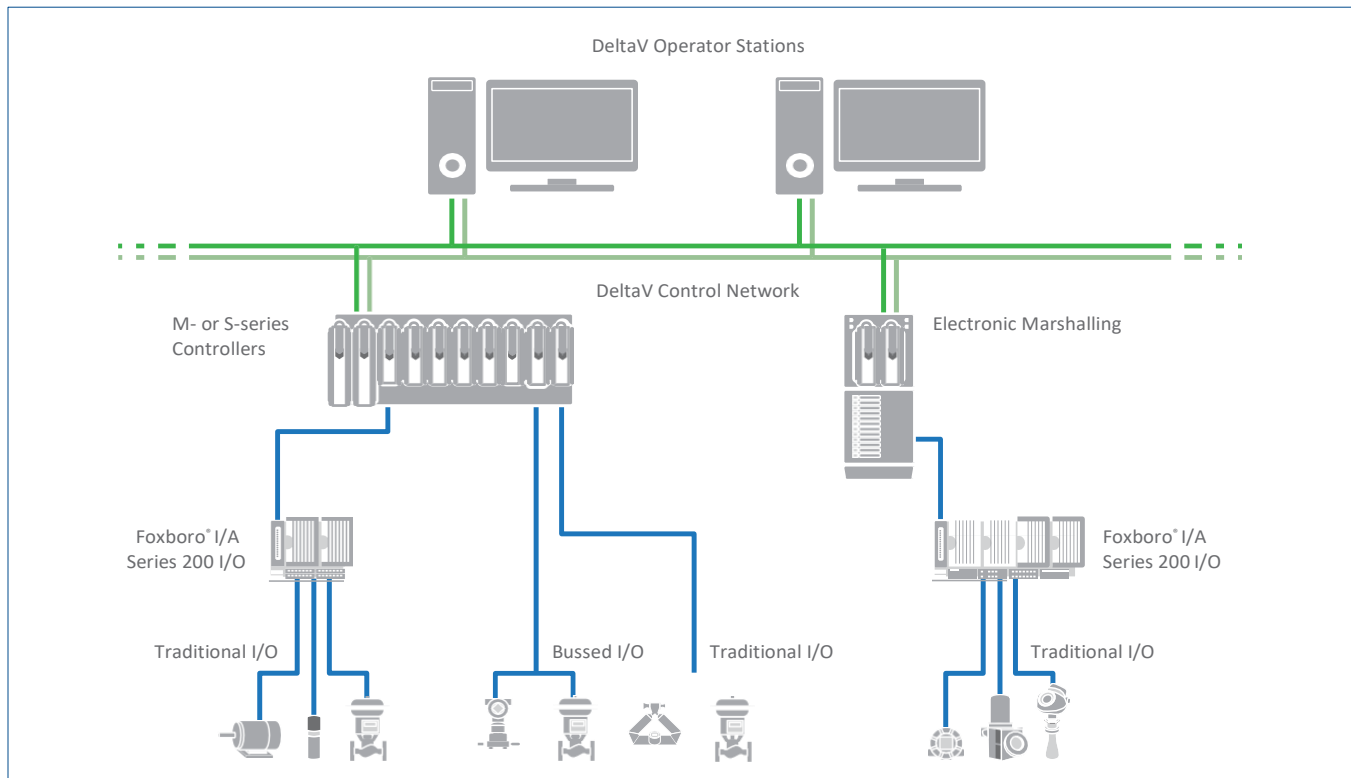 DeltaV Operator Stations
DeltaV Control Network
M- or S-series
Controllers
Electronic Marshalling
Foxboro® I/A
Series 200 I/O
Foxboro® I/A
Series 200 I/O
Traditional I/O
Bussed I/O
Traditional I/O
Traditional I/O